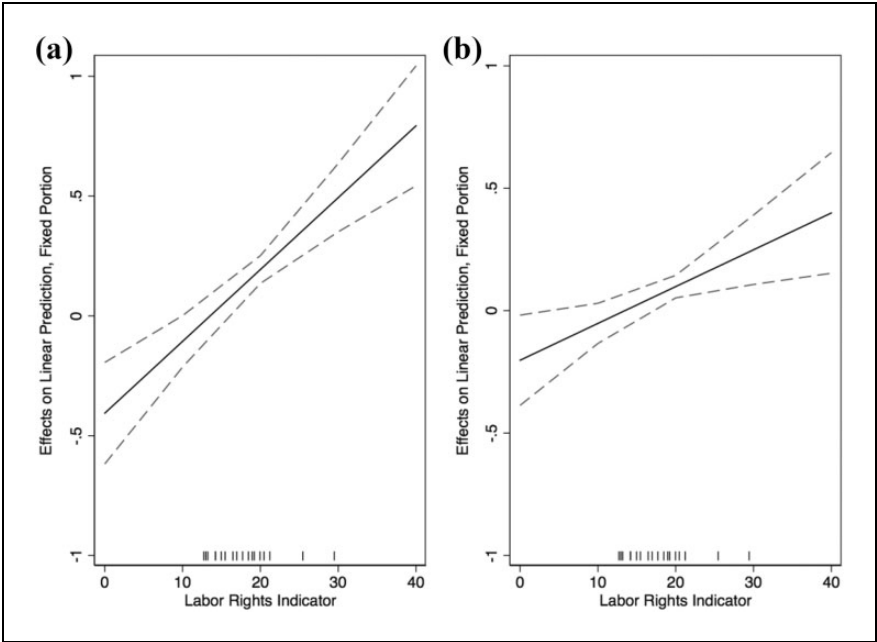 (a)
Effects on Linear Prediction, Fixed Portion
1
.5
0
-.5
-1
0 10 20 30 40
Labor Rights Indicator
(b)
Effects on Linear Prediction, Fixed Portion
1
.5
0
-.5
-1
0 10 20 30 40
Labor Rights Indicator